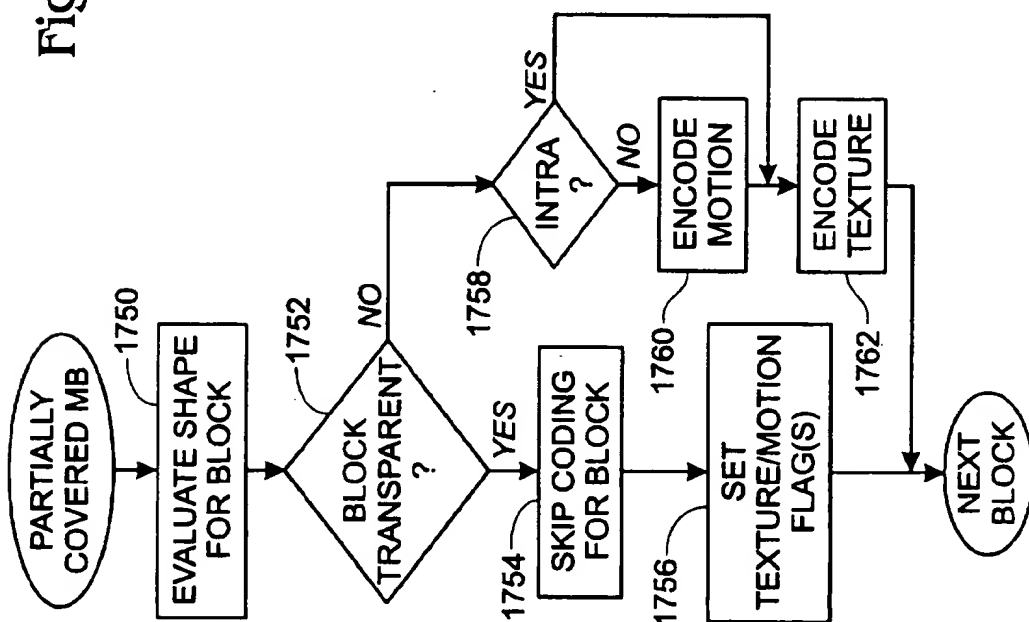 Fig
PARTIALLY
COVERED MB
1750
EVALUATE SHAPE
FOR BLOCK
1752
BLOCK
TRANSPARENT
?
NO
YES
1754
SKIP CODING
FOR BLOCK
1756
SET
TEXTURE/MOTION
FLAG(S)
1758
INTRA
?
YES
NO
1760
ENCODE
MOTION
1762
ENCODE
TEXTURE
NEXT
BLOCK